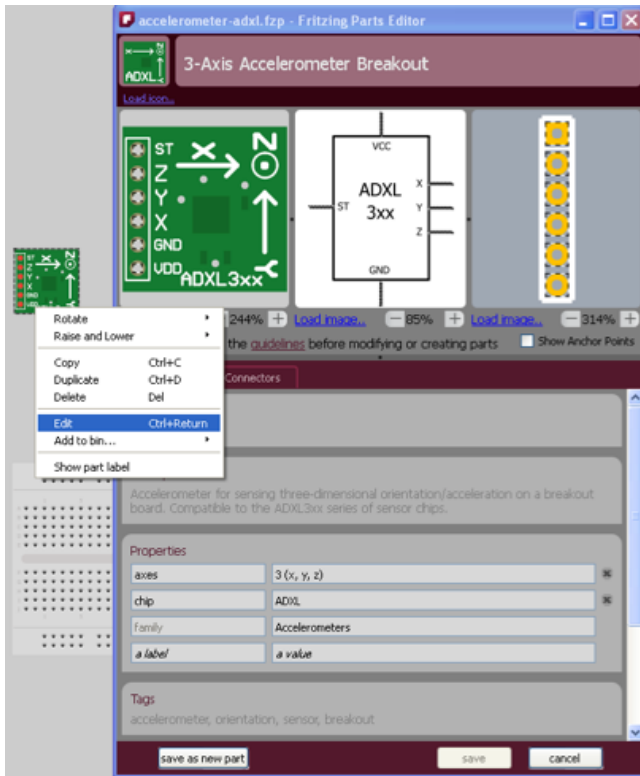 accelerometer-adxl.fzp - Fritzing Parts Editor
ADXL
3-Axis Accelerometer Breakout
Load icon...
ST
Z
Y
X
GND
VDD
X
Z
Y
ADXL3xx
VCC
ADXL
3xx
ST
X
Y
Z
GND
244%
Load image...
85%
Load image...
314%
the guidelines before modifying or creating parts
Show Anchor Points
Connectors
Rotate
Raise and Lower
Copy Ctrl+C
Duplicate Ctrl+D
Delete Del
Edit Ctrl+Return
Add to bin...
Show part label
Accelerometer for sensing three-dimensional orientation/acceleration on a breakout
board. Compatible to the ADXL3xx series of sensor chips.
Properties
axes 3 (x, y, z)
chip ADXL
family Accelerometers
a label a value
Tags
accelerometer, orientation, sensor, breakout
save as new part save cancel